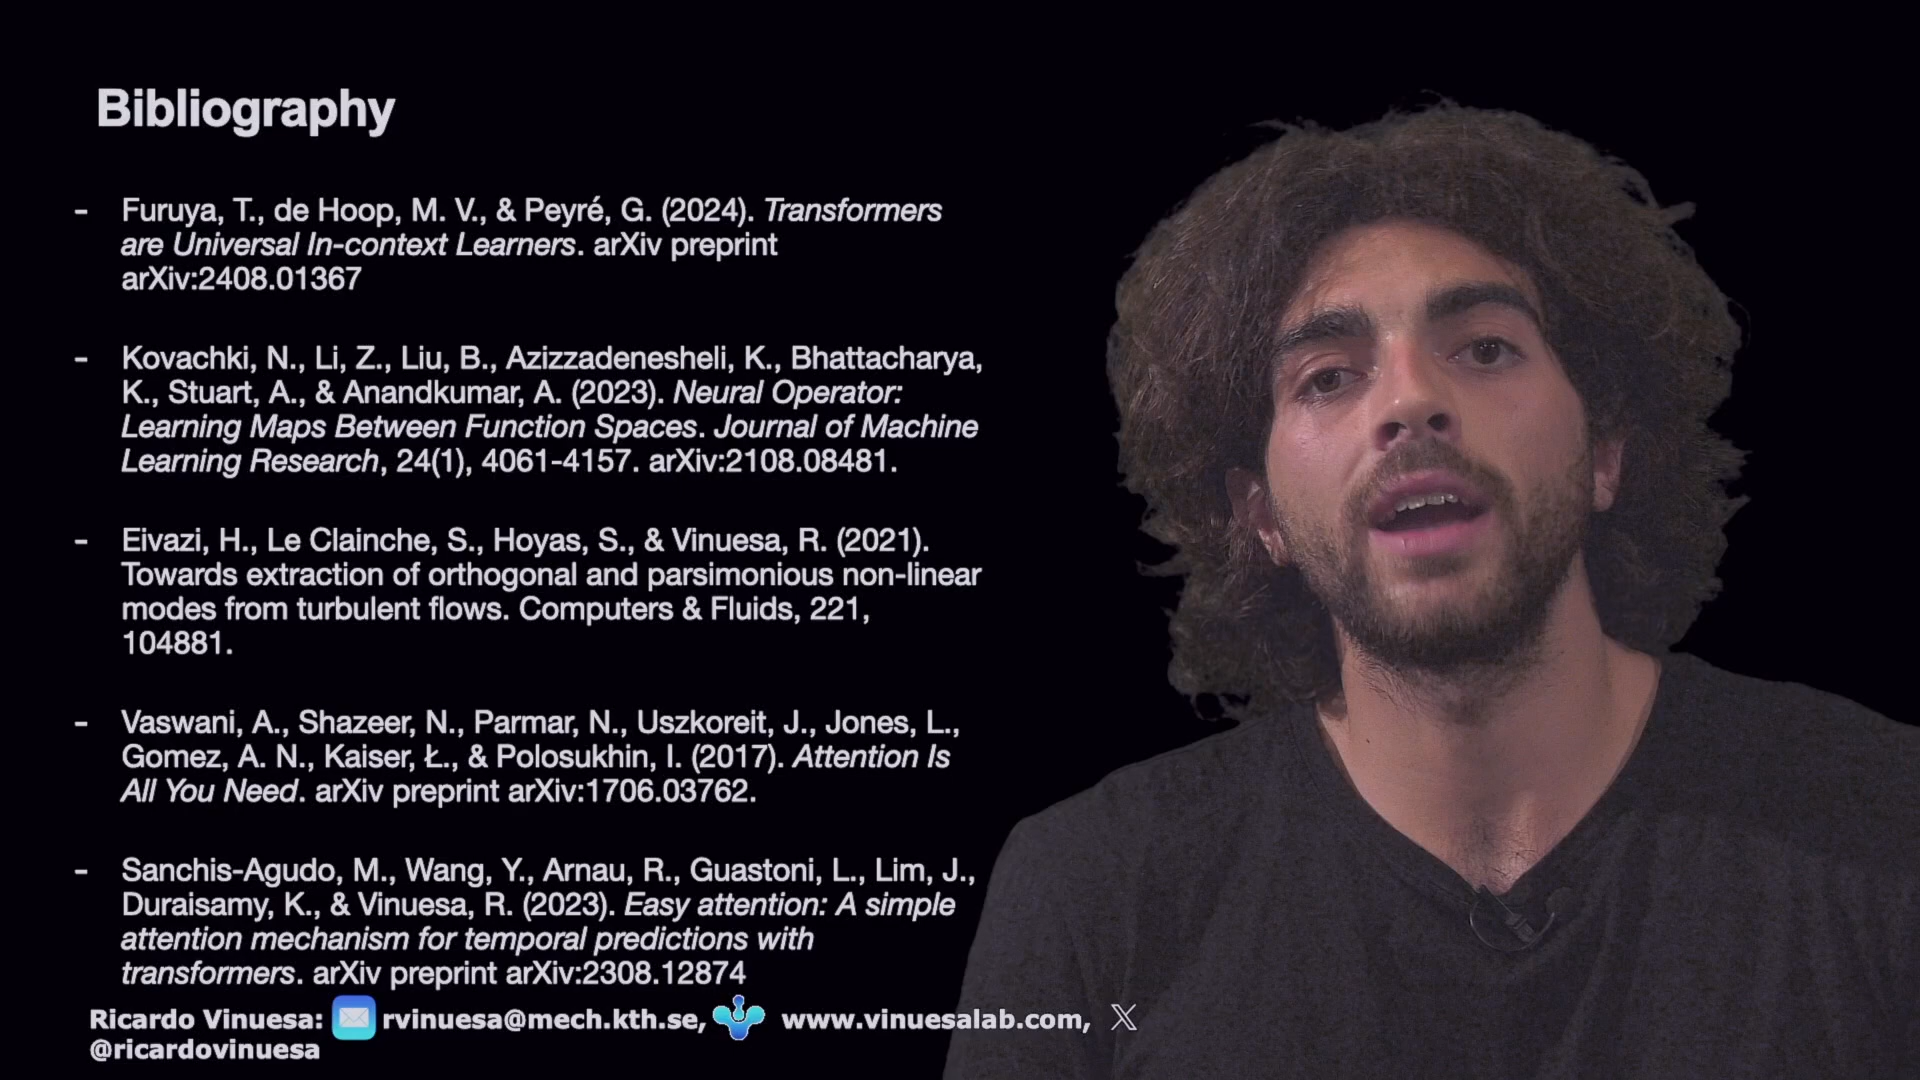 Bibliography
- Furuya, T., de Hoop, M. V., & Peyré, G. (2024). Transformers
are Universal In-context Learners. arXiv preprint
arXiv:2408.01367
- Kovachki, N., Li, Z., Liu, B., Azizzadenesheli, K., Bhattacharya,
K., Stuart, A., & Anandkumar, A. (2023). Neural Operator:
Learning Maps Between Function Spaces. Journal of Machine
Learning Research, 24(1), 4061-4157. arXiv:2108.08481.
- Eivazi, H., Le Clainche, S., Hoyas, S., & Vinuesa, R. (2021).
Towards extraction of orthogonal and parsimonious non-linear
modes from turbulent flows. Computers & Fluids, 221,
104881.
- Vaswani, A., Shazeer, N., Parmar, N., Uszkoreit, J., Jones, L.,
Gomez, A. N., Kaiser, Ł., & Polosukhin, I. (2017). Attention Is
All You Need. arXiv preprint arXiv:1706.03762.
- Sanchis-Agudo, M., Wang, Y., Arnau, R., Guastoni, L., Lim, J.,
Duraisamy, K., & Vinuesa, R. (2023). Easy attention: A simple
attention mechanism for temporal predictions with
transformers. arXiv preprint arXiv:2308.12874
Ricardo Vinuesa: rvinuesa@mech.kth.se, www.vinuesalab.com, X
@ricardovinuesa